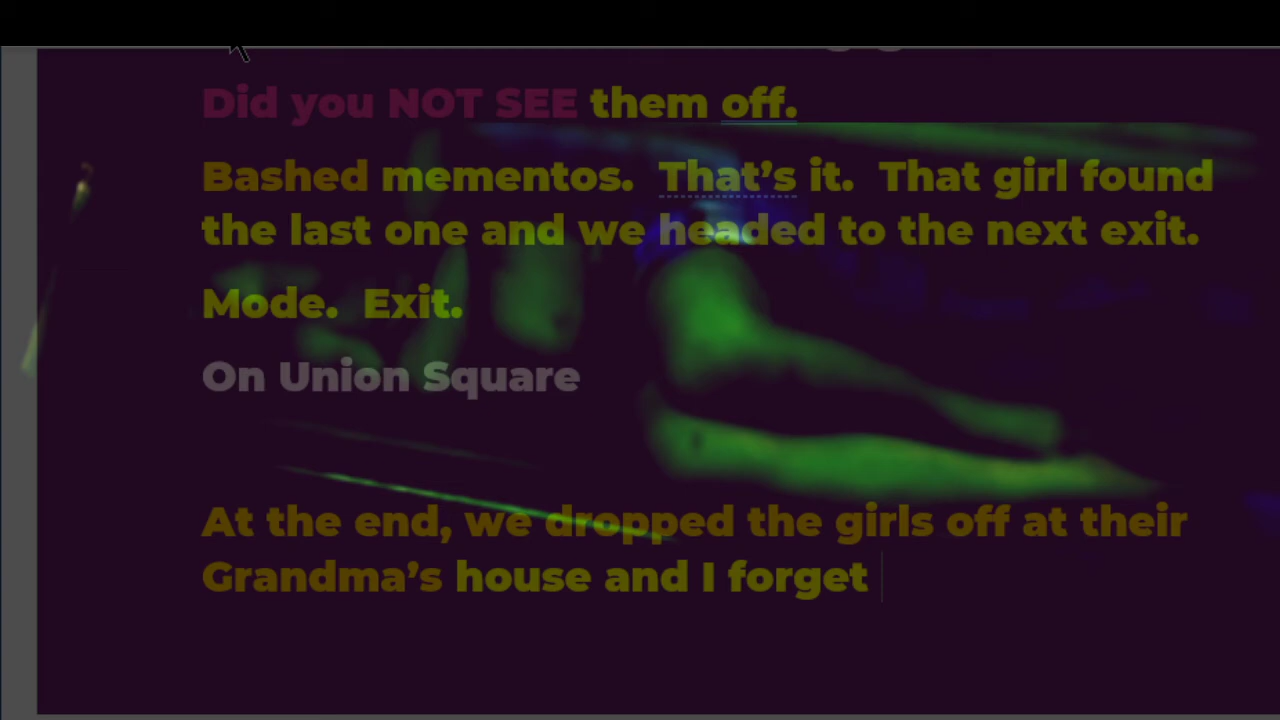 Did you NOT SEE them off.
Bashed mementos.  That’s it.  That girl found
the last one and we headed to the next exit.
Mode.  Exit.
On Union Square
At the end, we dropped the girls off at their
Grandma’s house and I forget